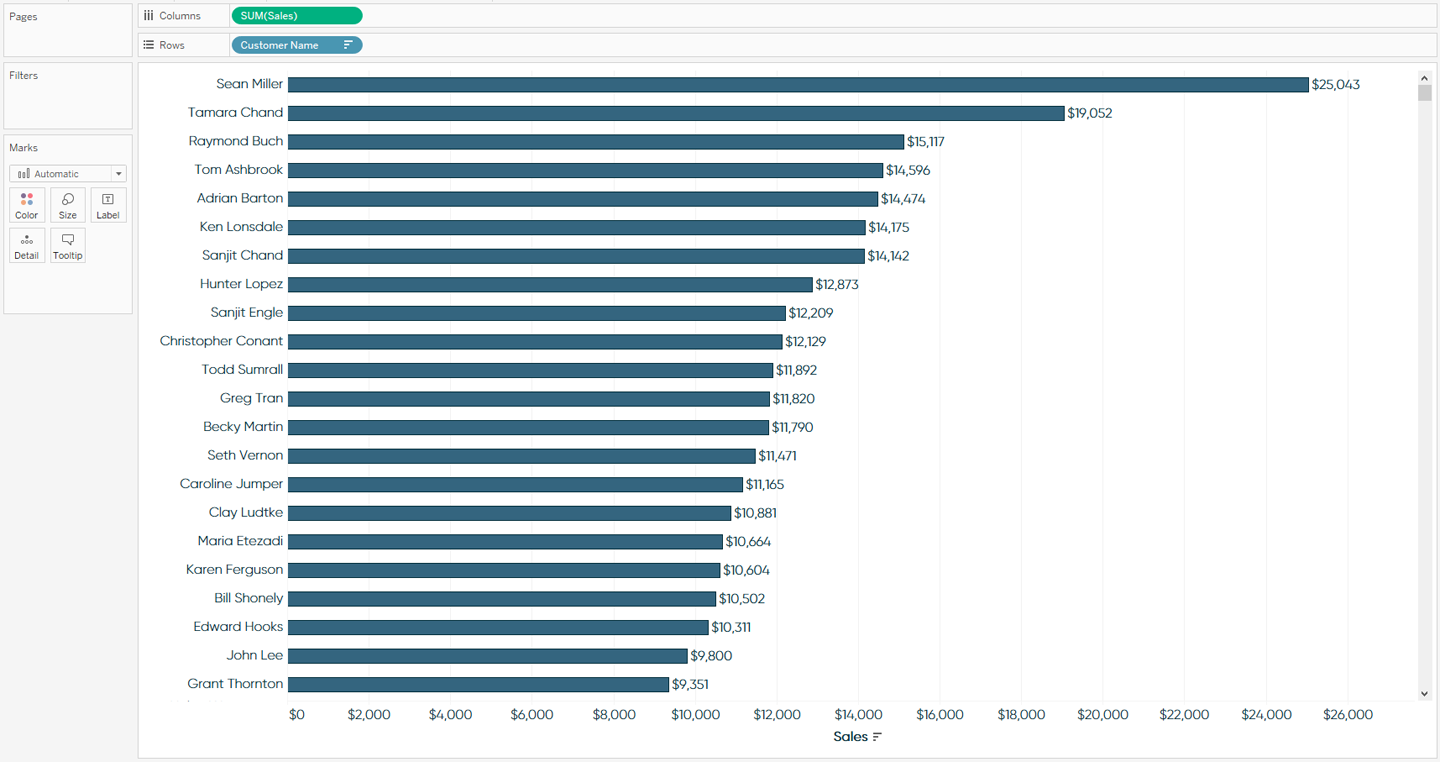 Pages
Columns
SUM(Sales)
Rows
Customer Name
Filters
Marks
Automatic
Color
Size
Label
Detail
Tooltip
Sean Miller $25,043
Tamara Chand $19,052
Raymond Buch $15,117
Tom Ashbrook $14,596
Adrian Barton $14,474
Ken Lonsdale $14,175
Sanjit Chand $14,142
Hunter Lopez $12,873
Sanjit Engle $12,209
Christopher Conant $12,129
Todd Sumrall $11,892
Greg Tran $11,820
Becky Martin $11,790
Seth Vernon $11,471
Caroline Jumper $11,165
Clay Ludtke $10,881
Maria Etezadi $10,664
Karen Ferguson $10,604
Bill Shonely $10,502
Edward Hooks $10,311
John Lee $9,800
Grant Thornton $9,351
$0 $2,000 $4,000 $6,000 $8,000 $10,000 $12,000 $14,000 $16,000 $18,000 $20,000 $22,000 $24,000 $26,000
Sales